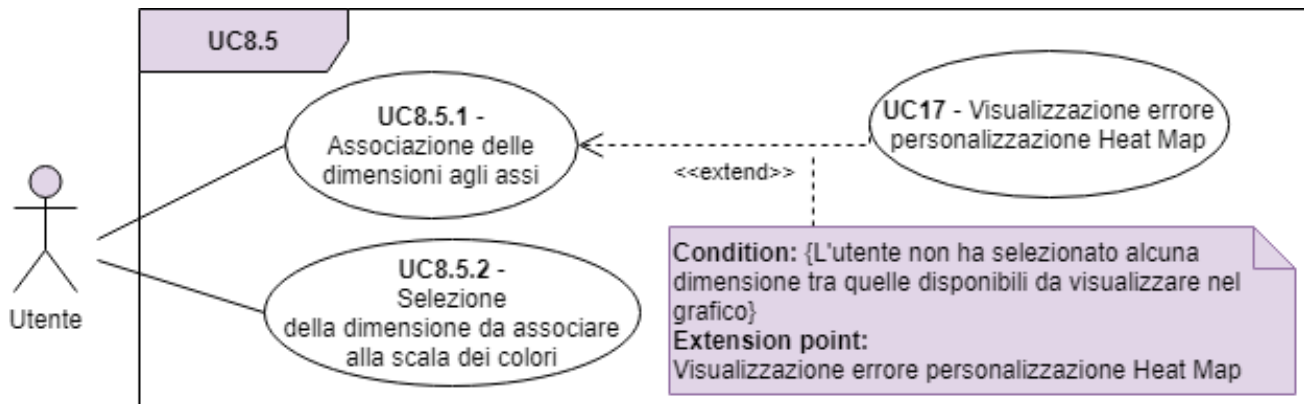 UC8.5
UC8.5.1 -
Associazione delle
dimensioni agli assi
UC17 - Visualizzazione errore
personalizzazione Heat Map
<<extend>>
Utente
UC8.5.2 -
Selezione
della dimensione da associare
alla scala dei colori
Condition: {L'utente non ha selezionato alcuna
dimensione tra quelle disponibili da visualizzare nel
grafico}
Extension point:
Visualizzazione errore personalizzazione Heat Map